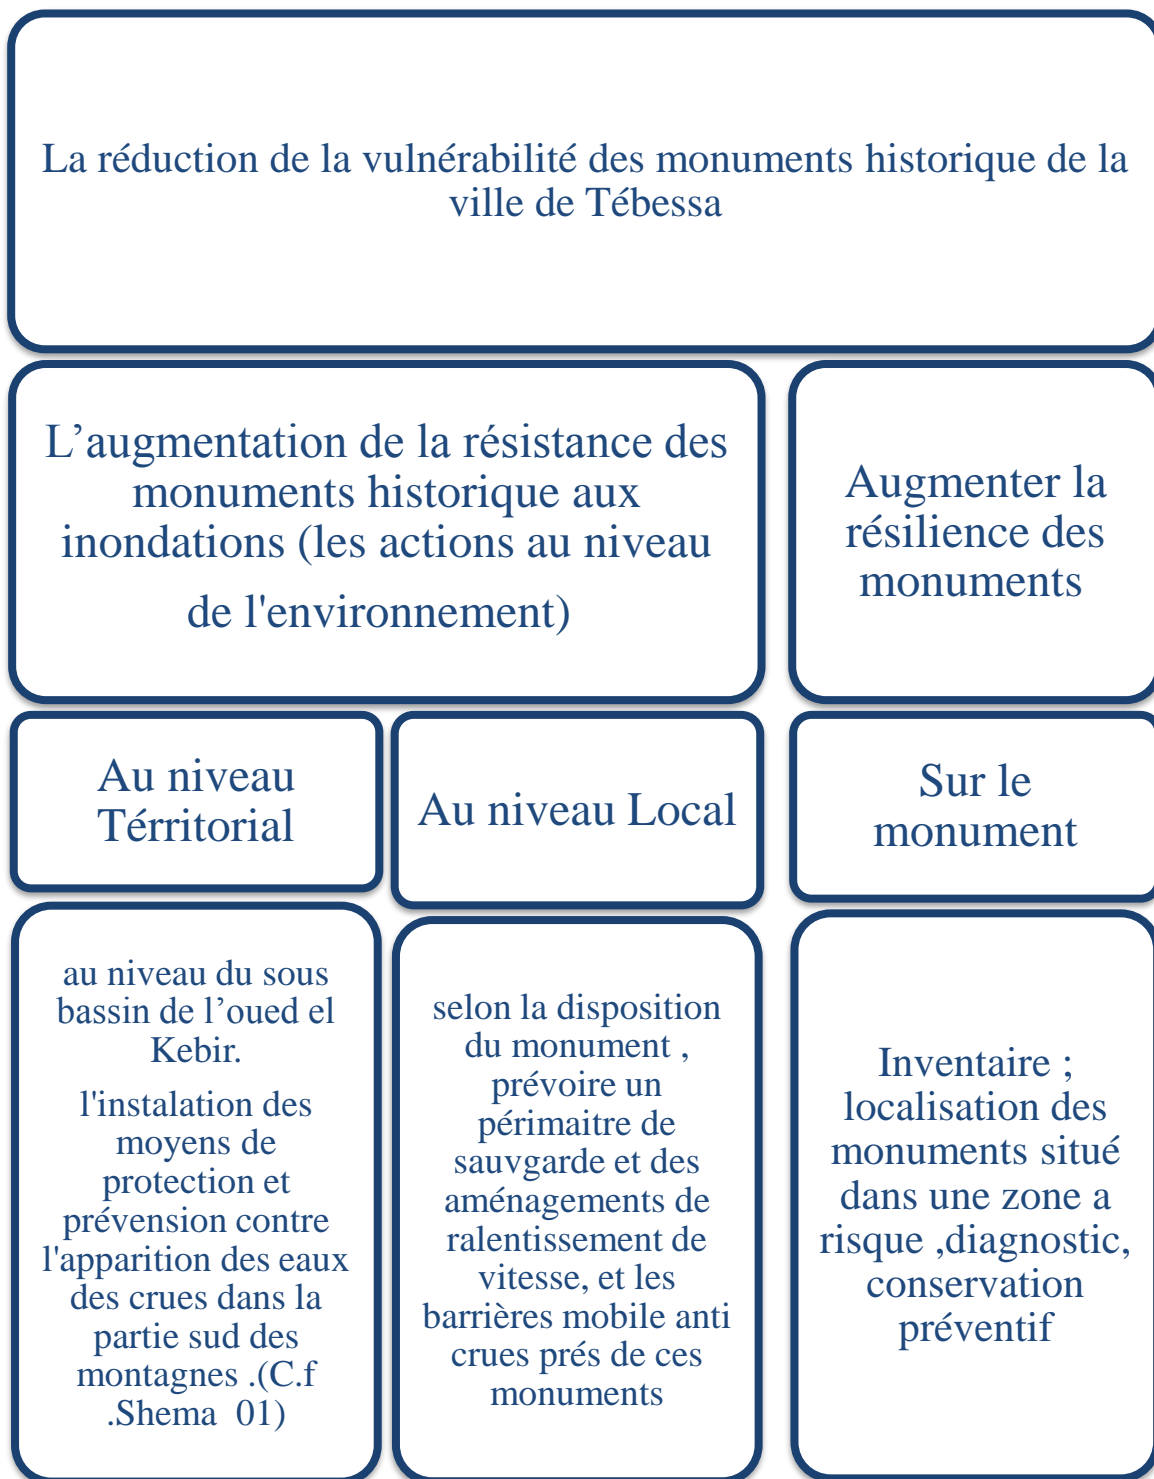 La réduction de la vulnérabilité des monuments historique de la
ville de Tébessa
L’augmentation de la résistance des
monuments historique aux
inondations (les actions au niveau
de l'environnement)
Augmenter la
résilience des
monuments
Au niveau
Térritorial
Au niveau Local
Sur le
monument
au niveau du sous
bassin de l’oued el
Kebir.
l'instalation des
moyens de
protection et
prévension contre
l'apparition des eaux
des crues dans la
partie sud des
montagnes .(C.f
.Shema 01)
selon la disposition
du monument ,
prévoire un
périmaitre de
sauvgarde et des
aménagements de
ralentissement de
vitesse, et les
barrières mobile anti
crues prés de ces
monuments
Inventaire ;
localisation des
monuments situé
dans une zone a
risque ,diagnostic,
conservation
préventif